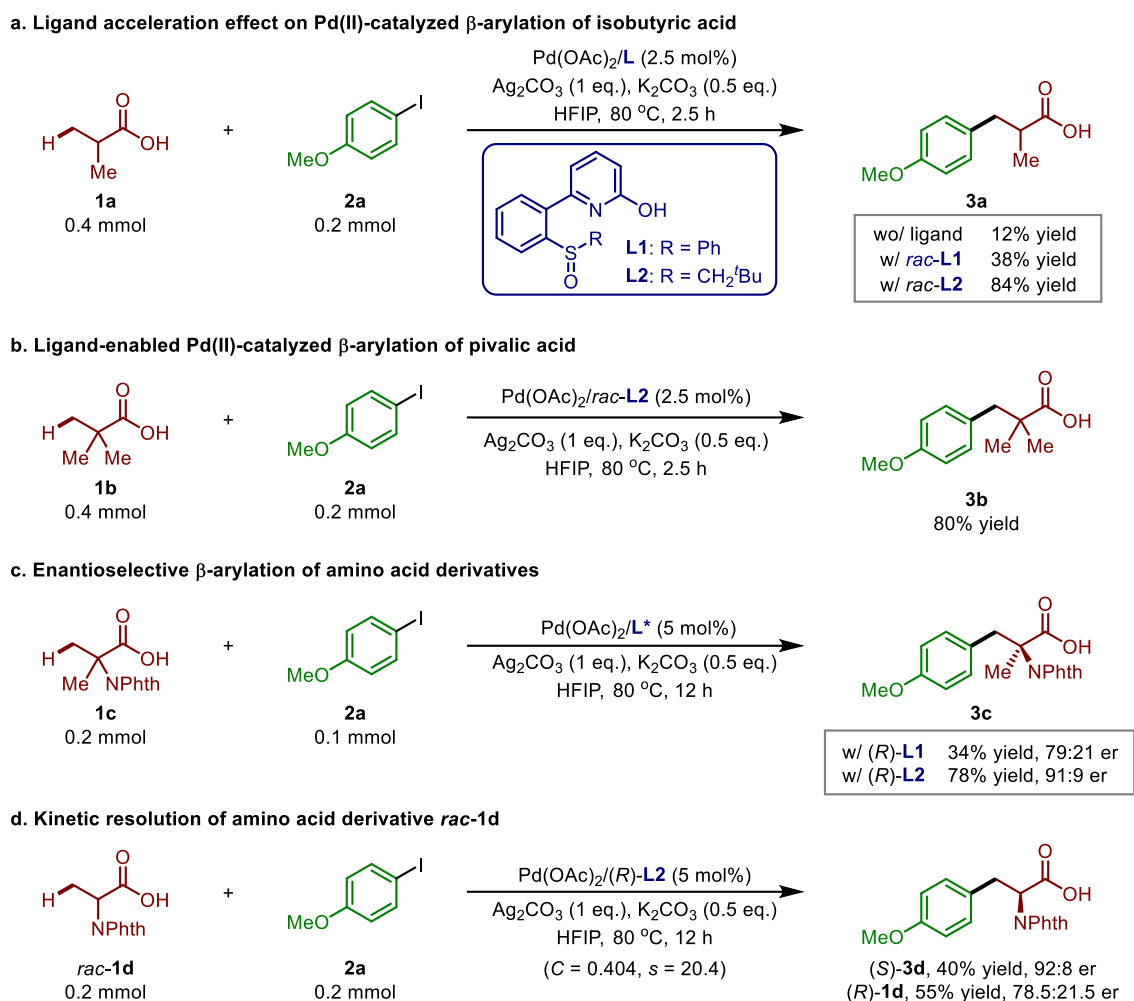 a. Ligand acceleration effect on Pd(II)-catalyzed β-arylation of isobutyric acid
Pd(OAc)2/L (2.5 mol%)
Ag2CO3 (1 eq.), K2CO3 (0.5 eq.)
HFIP, 80 oC, 2.5 h
H
O
OH
Me
1a
0.4 mmol
+
I
MeO
2a
0.2 mmol
N
OH
S
R
O
L1: R = Ph
L2: R = CH2tBu
MeO
O
OH
Me
3a
wo/ ligand 12% yield
w/ rac-L1 38% yield
w/ rac-L2 84% yield
b. Ligand-enabled Pd(II)-catalyzed β-arylation of pivalic acid
H
O
OH
Me Me
1b
0.4 mmol
+
I
MeO
2a
0.2 mmol
Pd(OAc)2/rac-L2 (2.5 mol%)
Ag2CO3 (1 eq.), K2CO3 (0.5 eq.)
HFIP, 80 oC, 2.5 h
MeO
O
OH
Me Me
3b
80% yield
c. Enantioselective β-arylation of amino acid derivatives
H
O
OH
Me NPhth
1c
0.2 mmol
+
I
MeO
2a
0.1 mmol
Pd(OAc)2/L* (5 mol%)
Ag2CO3 (1 eq.), K2CO3 (0.5 eq.)
HFIP, 80 oC, 12 h
MeO
O
OH
Me NPhth
3c
w/ (R)-L1 34% yield, 79:21 er
w/ (R)-L2 78% yield, 91:9 er
d. Kinetic resolution of amino acid derivative rac-1d
H
O
OH
NPhth
rac-1d
0.2 mmol
+
I
MeO
2a
0.2 mmol
Pd(OAc)2/(R)-L2 (5 mol%)
Ag2CO3 (1 eq.), K2CO3 (0.5 eq.)
HFIP, 80 oC, 12 h
(C = 0.404, s = 20.4)
MeO
O
OH
NPhth
(S)-3d, 40% yield, 92:8 er
(R)-1d, 55% yield, 78.5:21.5 er